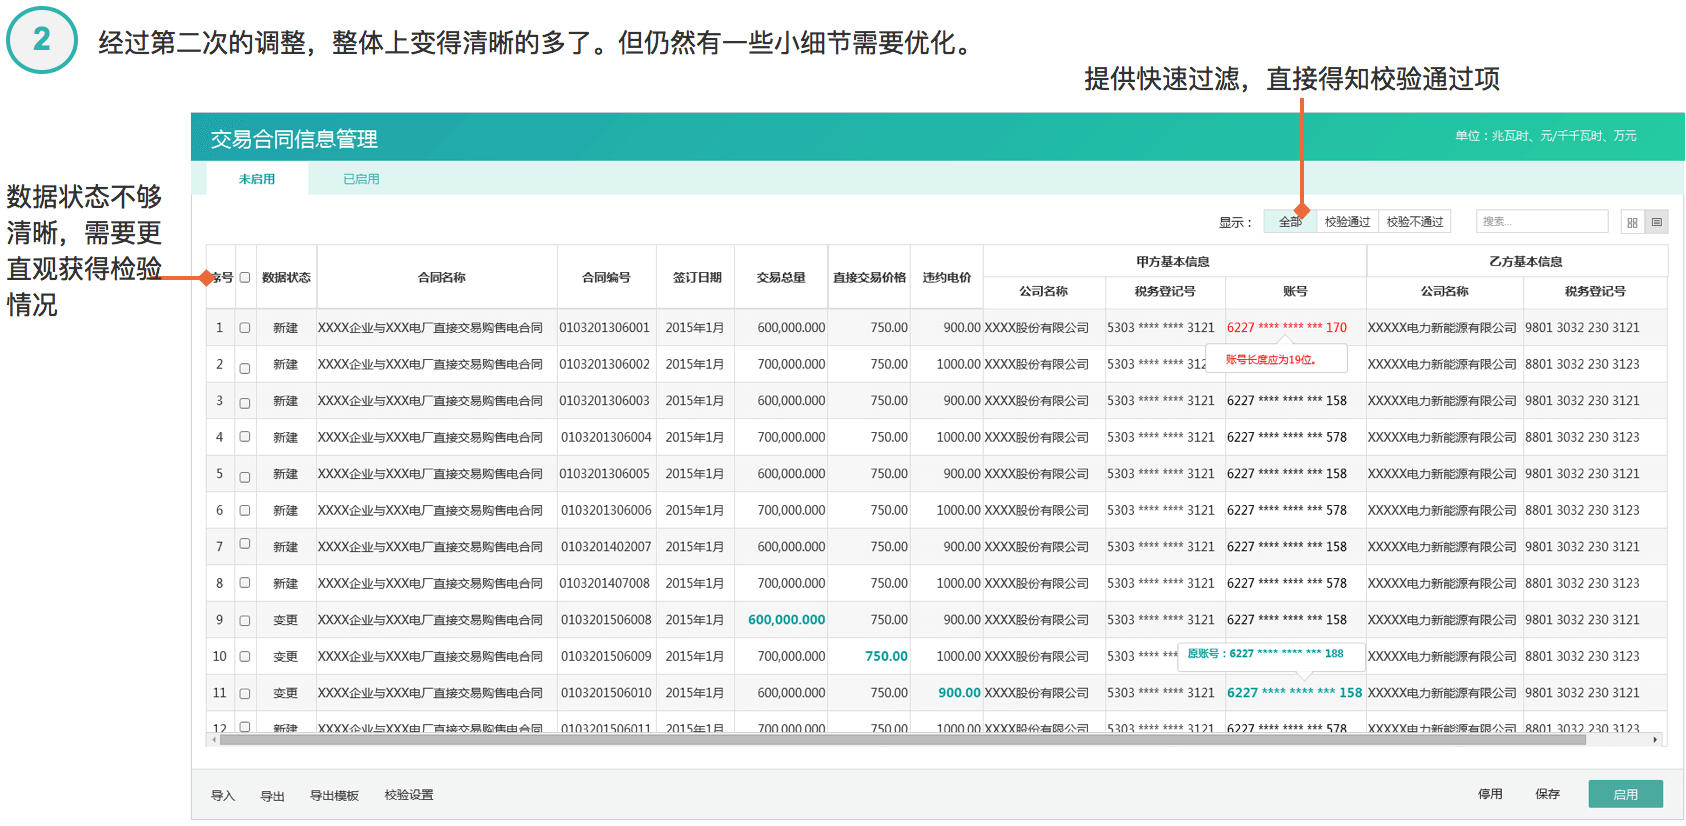 2
经过第二次的调整，整体上变得清晰的多了。但仍然有一些小细节需要优化。
提供快速过滤，直接得知校验通过项
数据状态不够
清晰，需要更
直观获得检验
情况
交易合同信息管理
单位：兆瓦时、元/千千瓦时、万元
未启用 已启用
显示： 全部 校验通过 校验不通过 搜索...
甲方基本信息 乙方基本信息
序号 数据状态 合同名称 合同编号 签订日期 交易总量 直接交易价格 违约电价
公司名称 税务登记号 账号 公司名称 税务登记号
1 新建 XXXX企业与XXX电厂直接交易购售电合同 0103201306001 2015年1月 600,000.000 750.00 900.00 XXXX股份有限公司 5303 **** **** 3121 6227 **** **** *** 170 XXXXX电力新能源有限公司 9801 3032 230 3121
账号长度应为19位。
2 新建 XXXX企业与XXX电厂直接交易购售电合同 0103201306002 2015年1月 700,000.000 750.00 1000.00 XXXX股份有限公司 5303 **** **** 312 XXXXX电力新能源有限公司 8801 3032 230 3123
3 新建 XXXX企业与XXX电厂直接交易购售电合同 0103201306003 2015年1月 600,000.000 750.00 900.00 XXXX股份有限公司 5303 **** **** 3121 6227 **** **** *** 158 XXXXX电力新能源有限公司 9801 3032 230 3121
4 新建 XXXX企业与XXX电厂直接交易购售电合同 0103201306004 2015年1月 700,000.000 750.00 1000.00 XXXX股份有限公司 5303 **** **** 3121 6227 **** **** *** 578 XXXXX电力新能源有限公司 8801 3032 230 3123
5 新建 XXXX企业与XXX电厂直接交易购售电合同 0103201306005 2015年1月 600,000.000 750.00 900.00 XXXX股份有限公司 5303 **** **** 3121 6227 **** **** *** 158 XXXXX电力新能源有限公司 9801 3032 230 3121
6 新建 XXXX企业与XXX电厂直接交易购售电合同 0103201306006 2015年1月 700,000.000 750.00 1000.00 XXXX股份有限公司 5303 **** **** 3121 6227 **** **** *** 578 XXXXX电力新能源有限公司 8801 3032 230 3123
7 新建 XXXX企业与XXX电厂直接交易购售电合同 0103201402007 2015年1月 600,000.000 750.00 900.00 XXXX股份有限公司 5303 **** **** 3121 6227 **** **** *** 158 XXXXX电力新能源有限公司 9801 3032 230 3121
8 新建 XXXX企业与XXX电厂直接交易购售电合同 0103201407008 2015年1月 700,000.000 750.00 1000.00 XXXX股份有限公司 5303 **** **** 3121 6227 **** **** *** 578 XXXXX电力新能源有限公司 8801 3032 230 3123
9 变更 XXXX企业与XXX电厂直接交易购售电合同 0103201506008 2015年1月 600,000.000 750.00 900.00 XXXX股份有限公司 5303 **** **** 3121 6227 **** **** *** 158 XXXXX电力新能源有限公司 9801 3032 230 3121
10 变更 XXXX企业与XXX电厂直接交易购售电合同 0103201506009 2015年1月 700,000.000 750.00 1000.00 XXXX股份有限公司 5303 **** *** 原账号：6227 **** **** *** 188 XXXXX电力新能源有限公司 8801 3032 230 3123
11 变更 XXXX企业与XXX电厂直接交易购售电合同 0103201506010 2015年1月 600,000.000 750.00 900.00 XXXX股份有限公司 5303 **** **** 3121 6227 **** **** *** 158 XXXXX电力新能源有限公司 9801 3032 230 3121
12 新建 XXXX企业与XXX电厂直接交易购售电合同 0103201506011 2015年1月 700,000.000 750.00 1000.00 XXXX股份有限公司 5303 **** **** 3121 6227 **** **** *** 578 XXXXX电力新能源有限公司 8801 3032 230 3123
导入 导出 导出模板 校验设置 停用 保存 启用